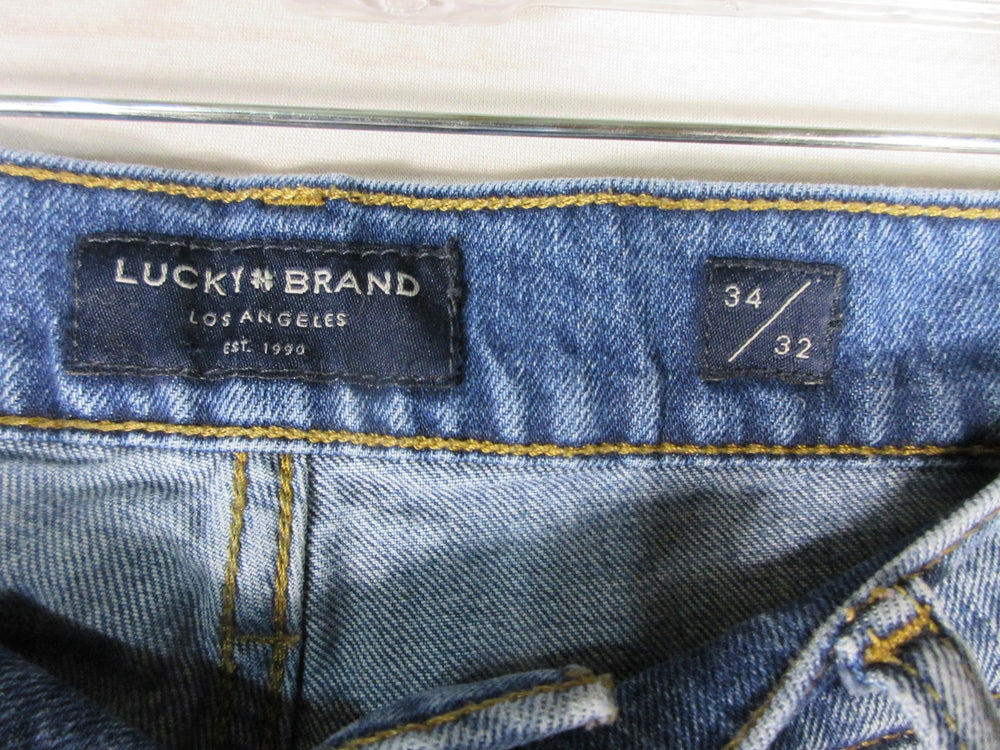 LUCKY BRAND
LOS ANGELES
EST. 1990
34/
32